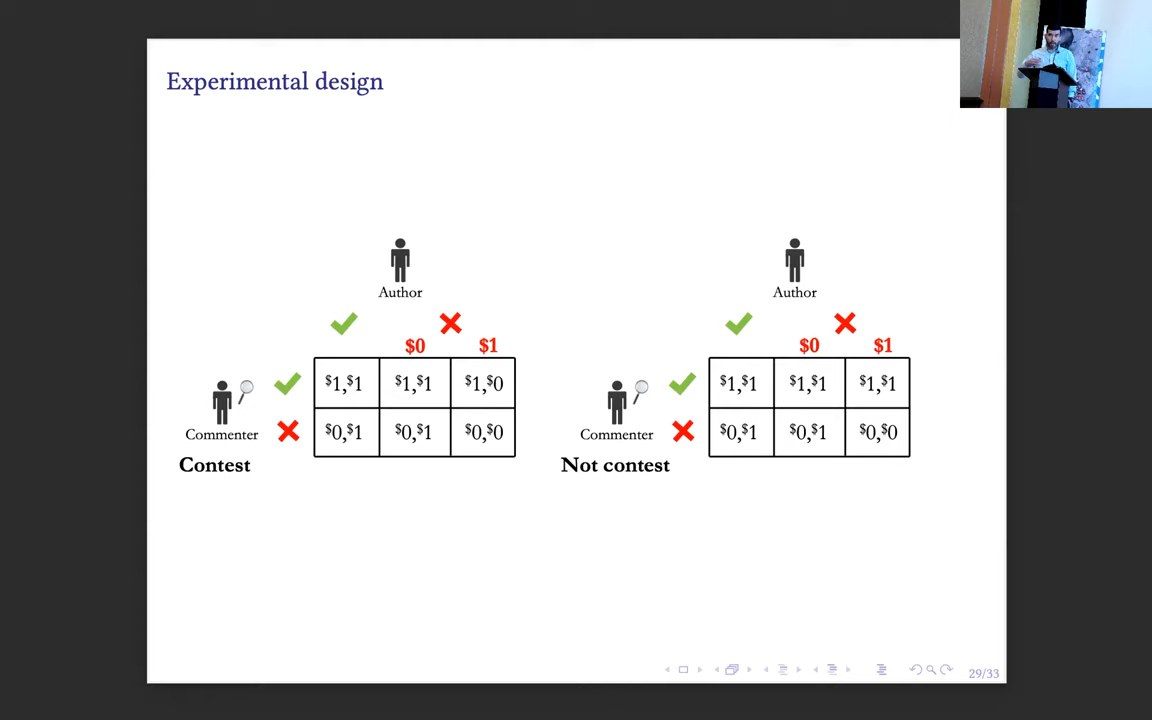 Experimental design
Author
$0 $1
$1,$1 $1,$1 $1,$0
Commenter
$0,$1 $0,$1 $0,$0
Contest
Author
$0 $1
$1,$1 $1,$1 $1,$1
Commenter
$0,$1 $0,$1 $0,$0
Not contest
29/33